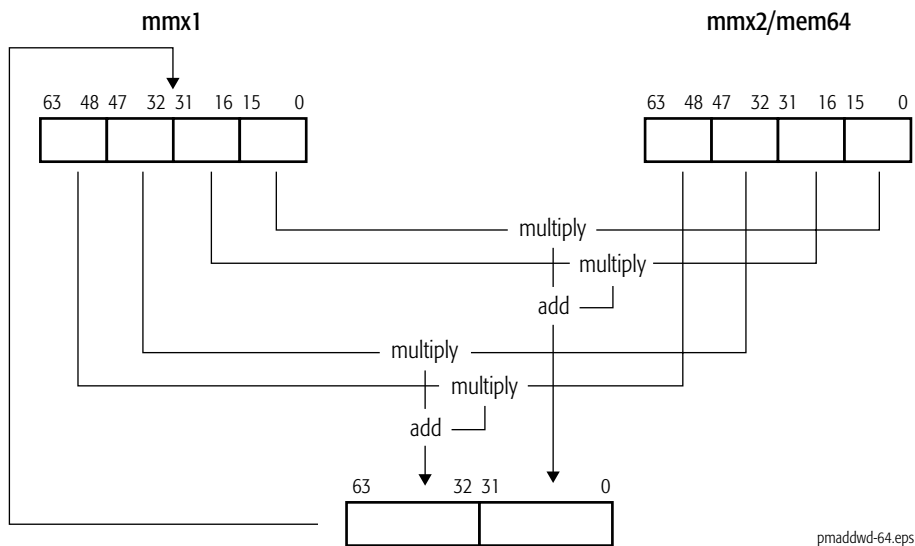 mmx1 mmx2/mem64
63 48 47 32 31 16 15 0 63 48 47 32 31 16 15 0
multiply
multiply
add
multiply
multiply
add
63 32 31 0
pmaddwd-64.eps